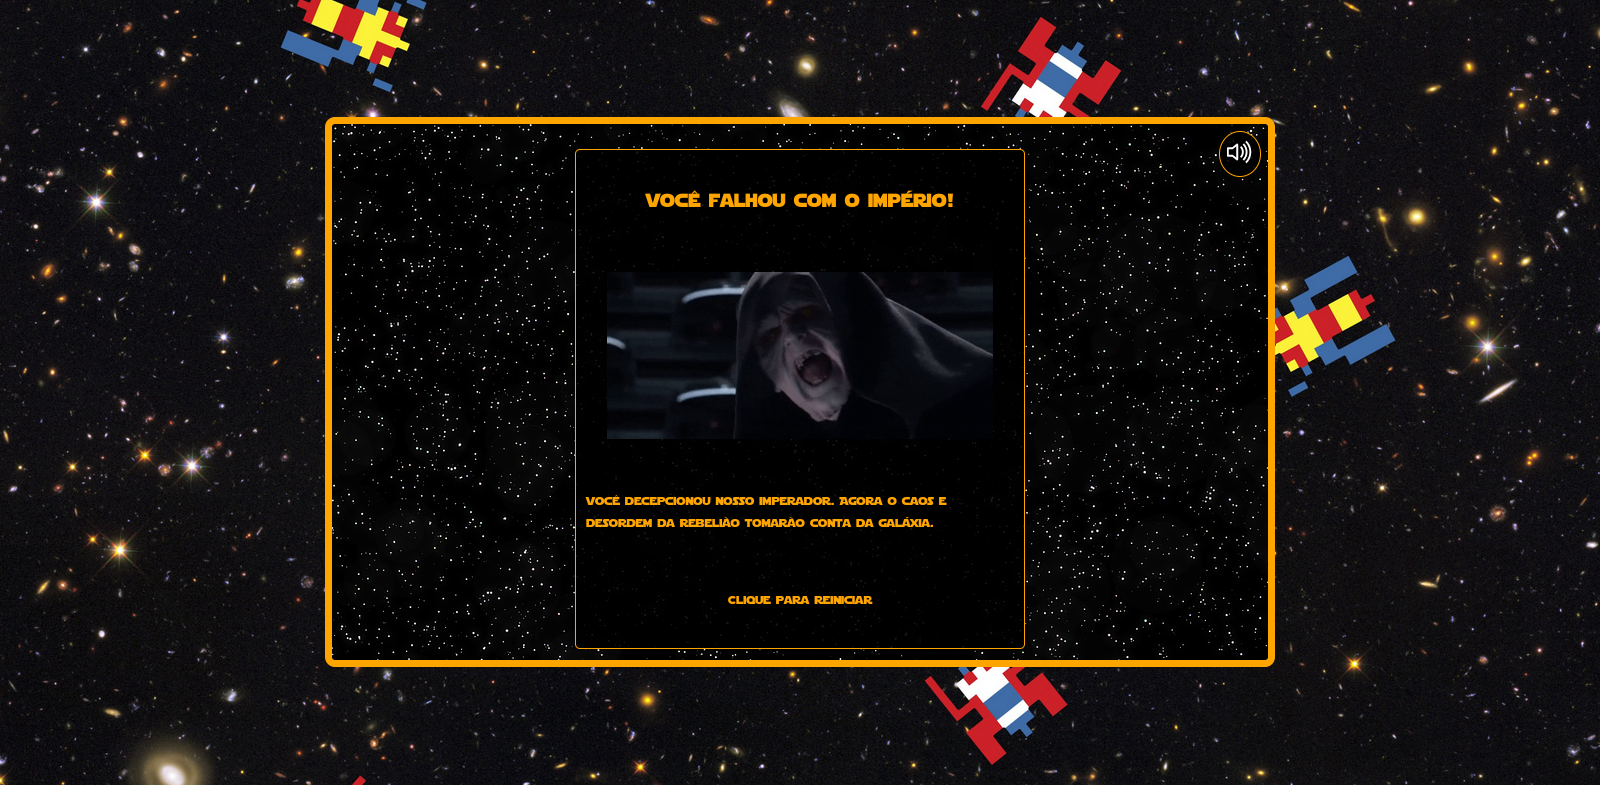 VOCÊ FALHOU COM O IMPÉRIO!
VOCÊ DECEPCIONOU NOSSO IMPERADOR. AGORA O CAOS E
DESORDEM DA REBELIÃO TOMARÃO CONTA DA GALÁXIA.
CLIQUE PARA REINICIAR